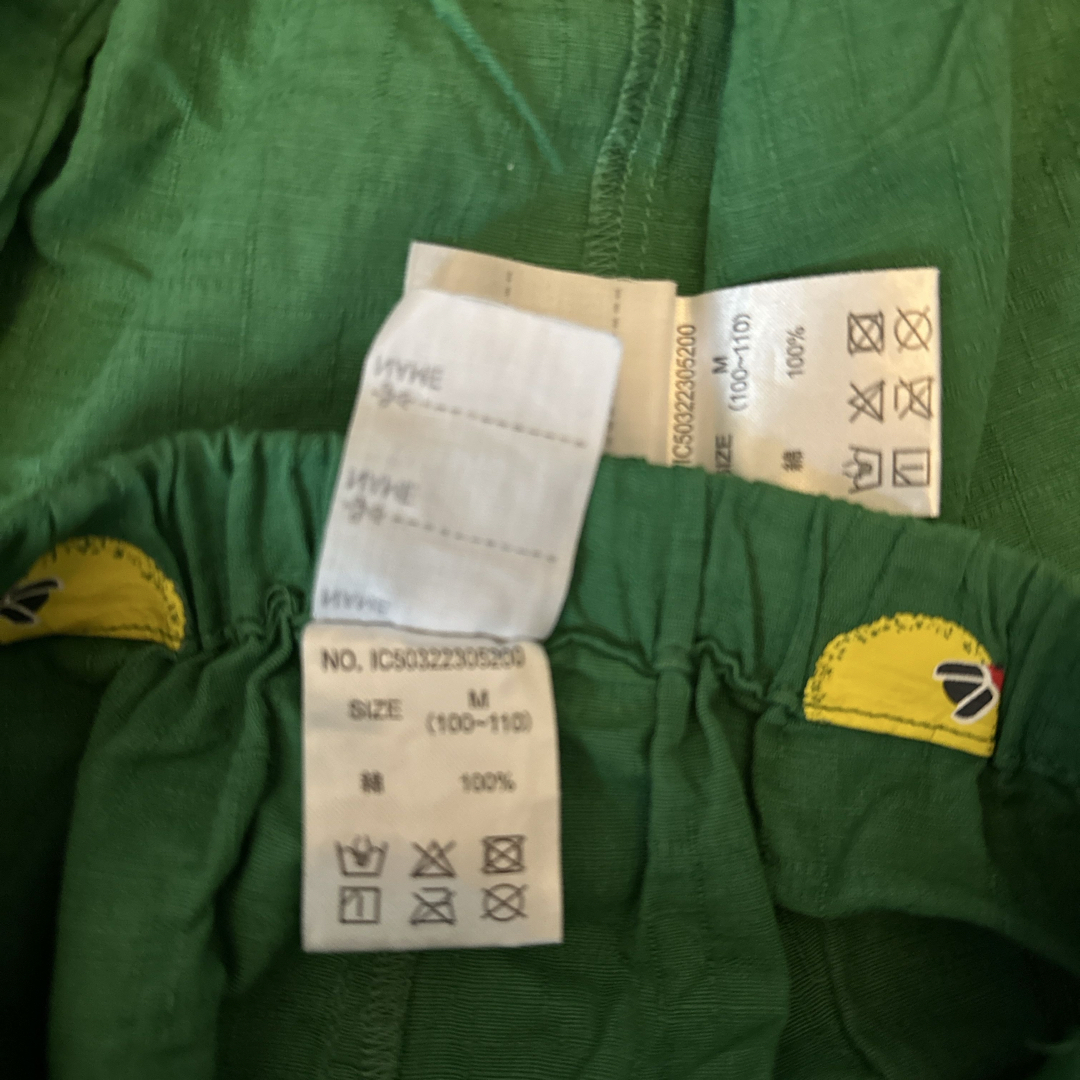 NAME
NAME
NAME
NO. IC50322305200
SIZE M
(100~110)
綿 100%
IC50322305200
SIZE M
(100~110)
綿 100%